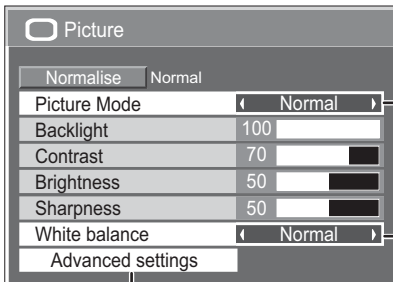 Picture
Normalise Normal
Picture Mode Normal
Backlight 100
Contrast 70
Brightness 50
Sharpness 50
White balance Normal
Advanced settings